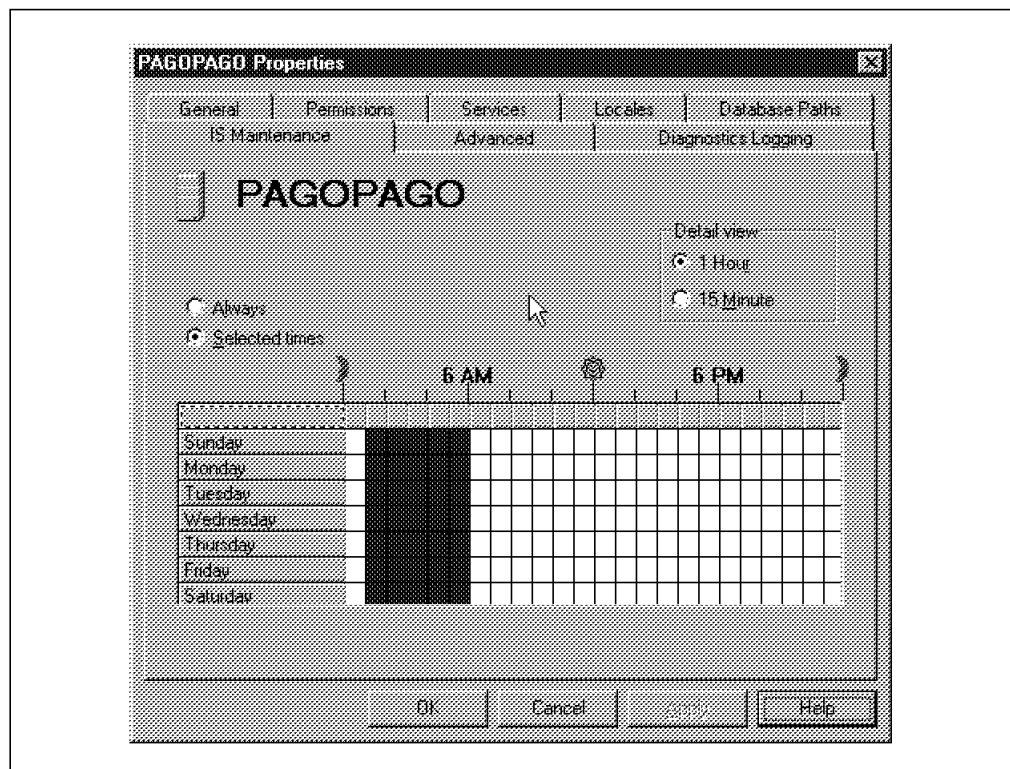 PAGOPAGO Properties
General Permissions Services Locales Database Paths
IS Maintenance Advanced Diagnostics Logging
PAGOPAGO
Detail view
1 Hour
15 Minute
Always
Selected times
6 AM 6 PM
Sunday
Monday
Tuesday
Wednesday
Thursday
Friday
Saturday
OK Cancel Apply Help